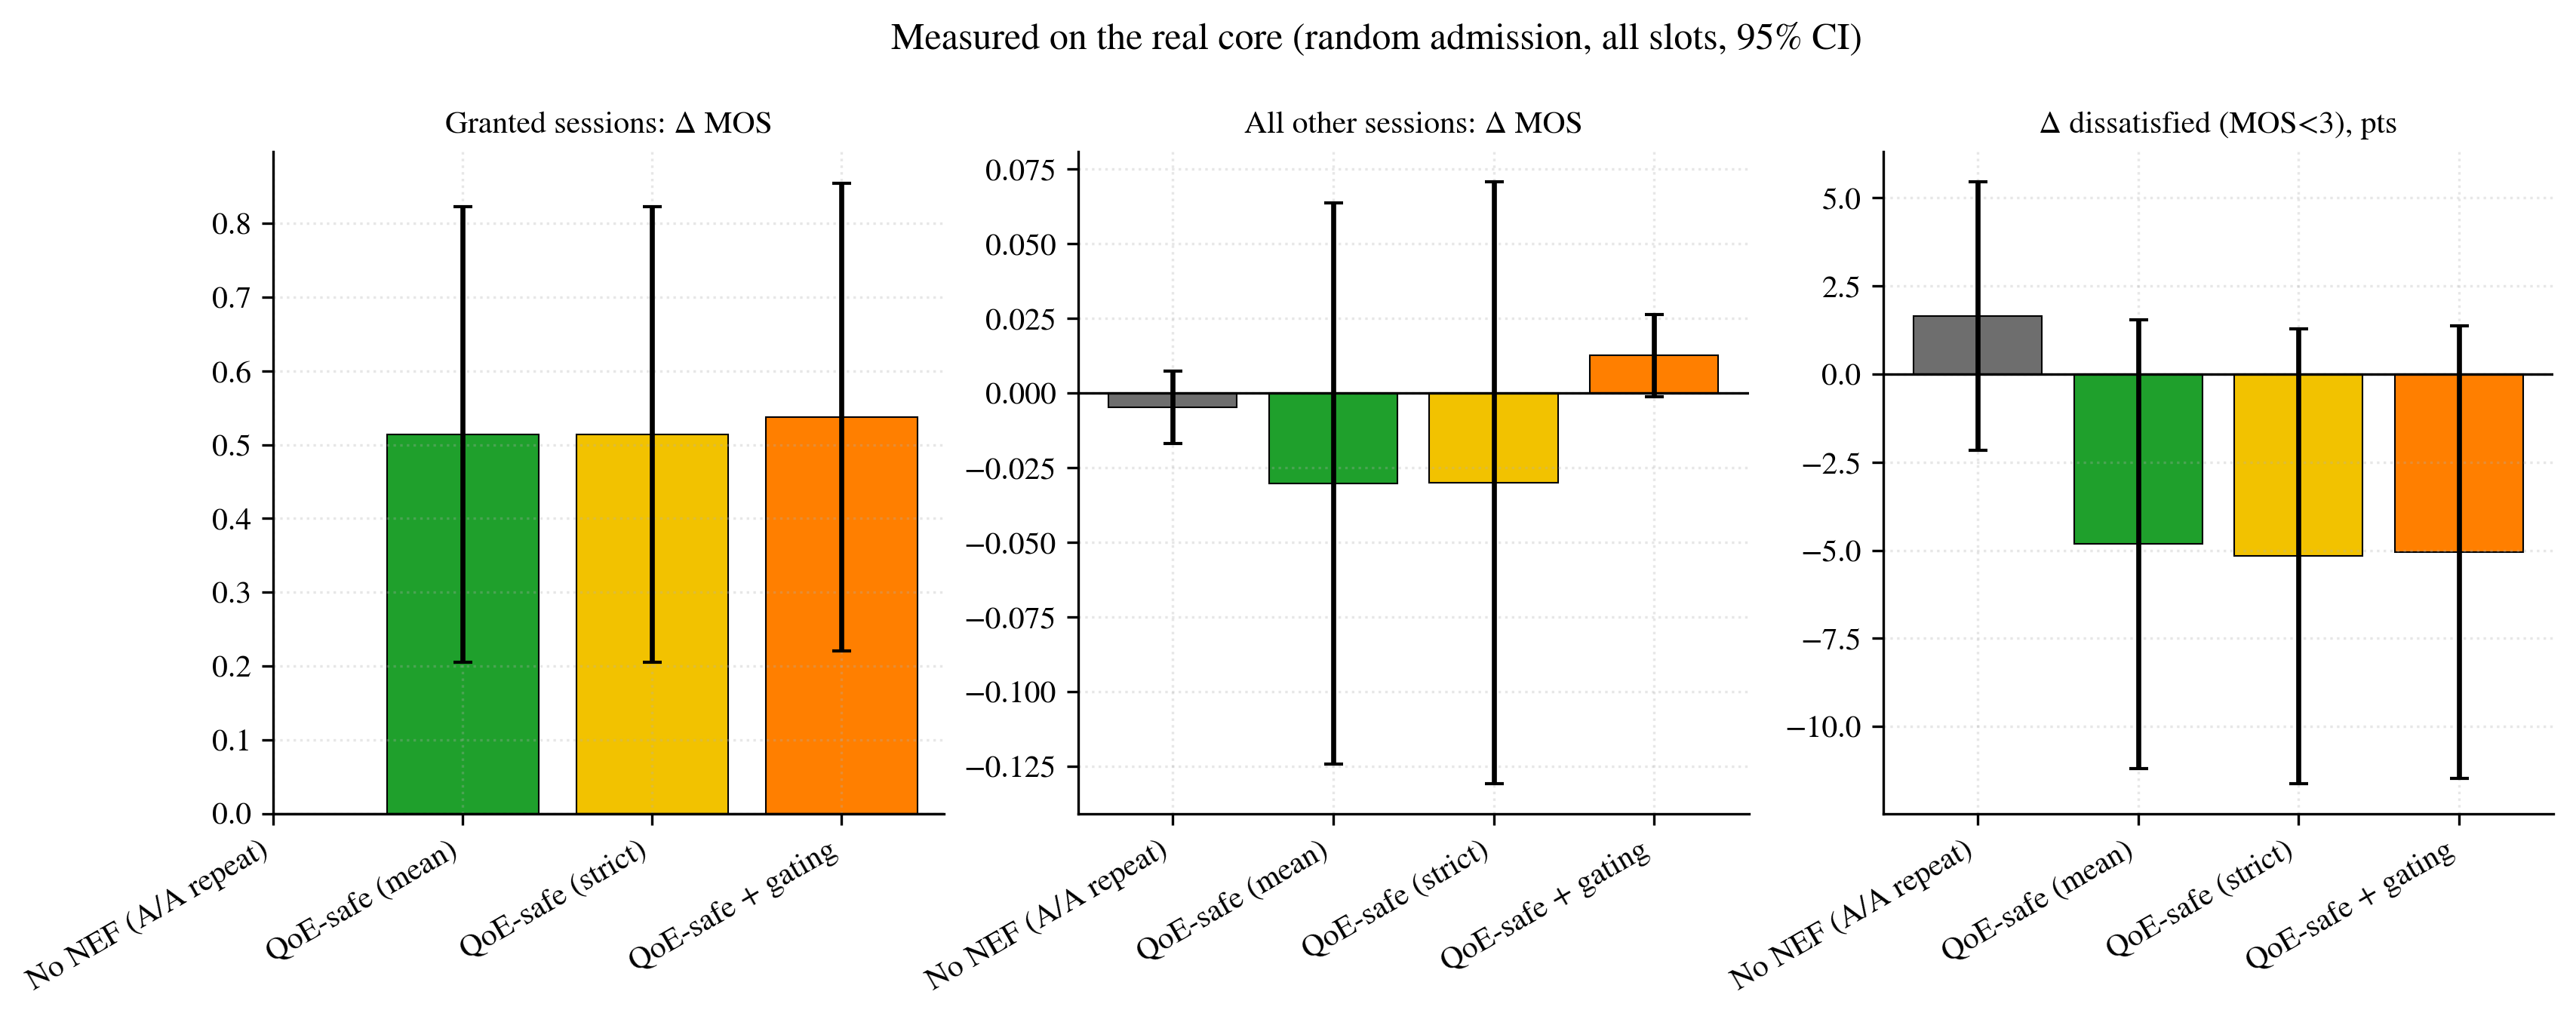 Measured on the real core (random admission, all slots, 95% CI)
Granted sessions: Δ MOS
0.8
0.7
0.6
0.5
0.4
0.3
0.2
0.1
0.0
No NEF (A/A repeat)
QoE-safe (mean)
QoE-safe (strict)
QoE-safe + gating
All other sessions: Δ MOS
0.075
0.050
0.025
0.000
−0.025
−0.050
−0.075
−0.100
−0.125
No NEF (A/A repeat)
QoE-safe (mean)
QoE-safe (strict)
QoE-safe + gating
Δ dissatisfied (MOS<3), pts
5.0
2.5
0.0
−2.5
−5.0
−7.5
−10.0
No NEF (A/A repeat)
QoE-safe (mean)
QoE-safe (strict)
QoE-safe + gating